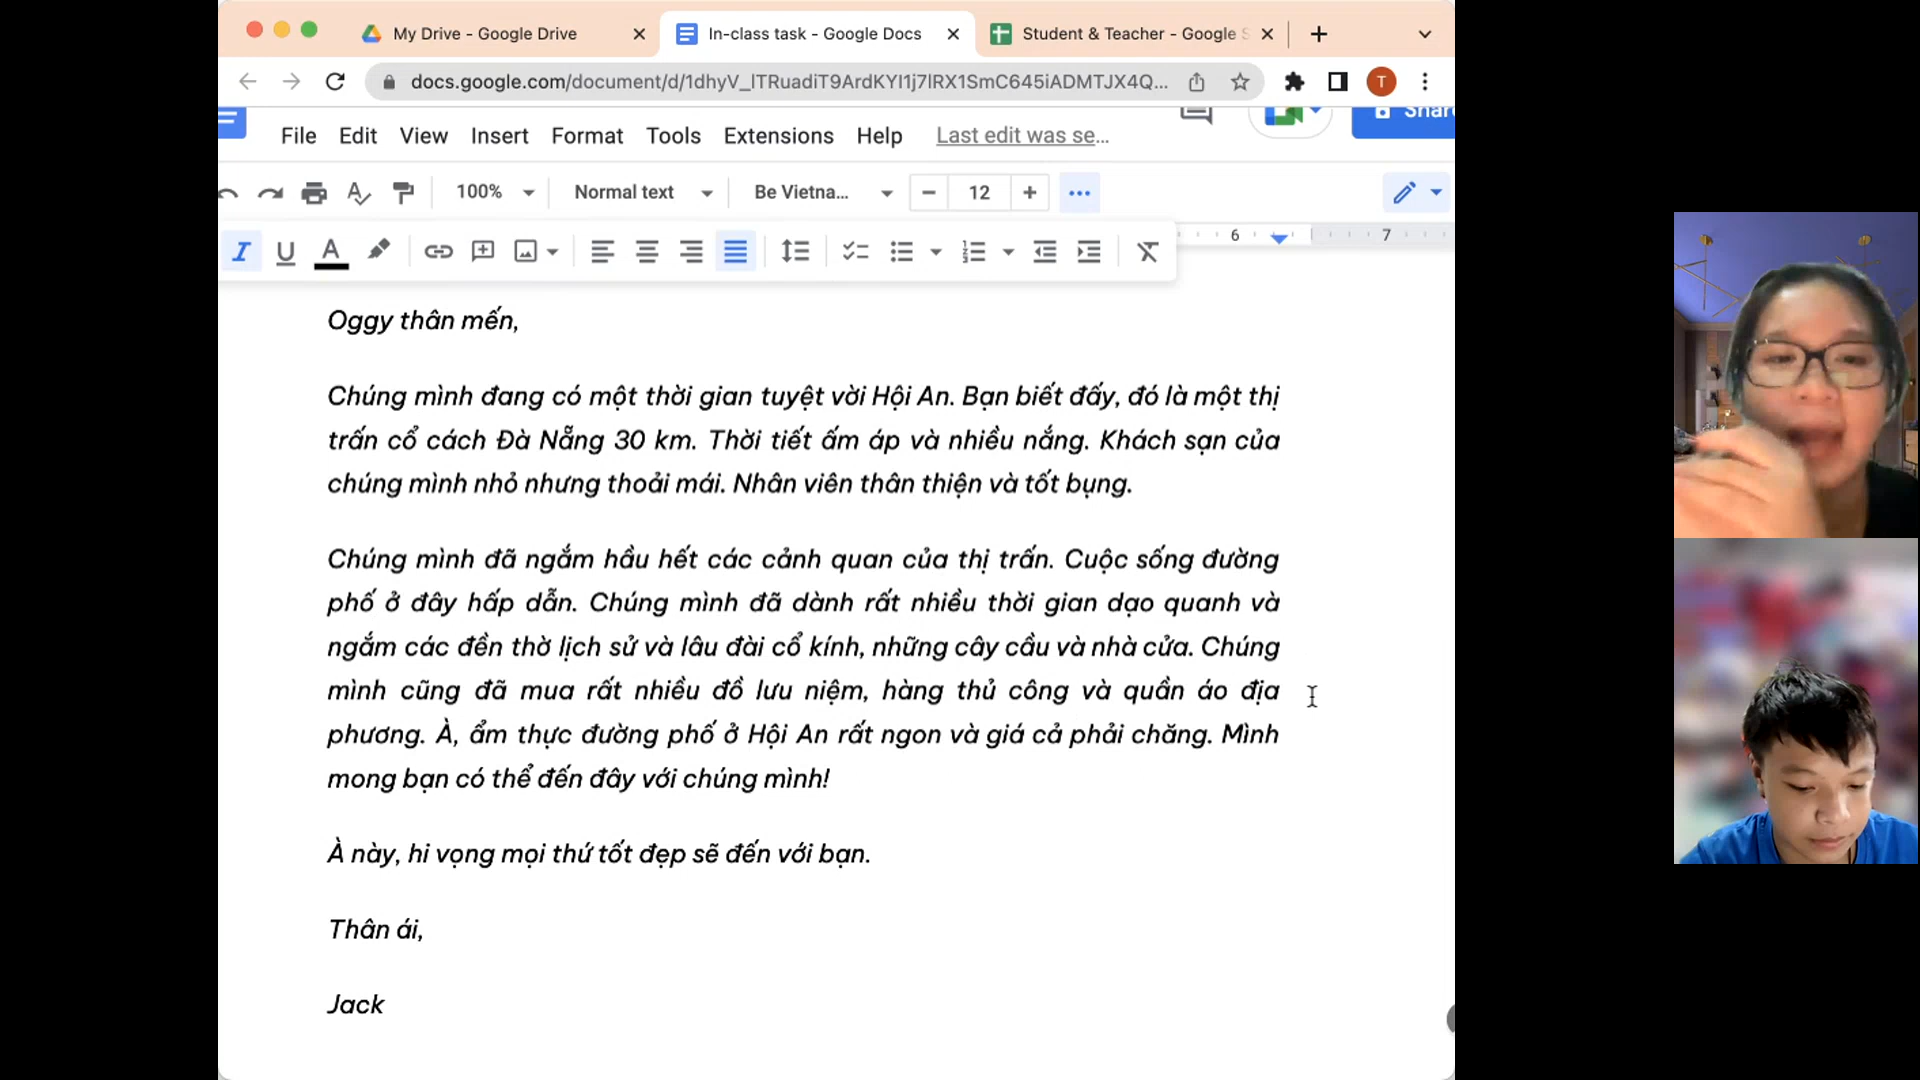 My Drive - Google Drive
In-class task - Google Docs
Student & Teacher - Google S
docs.google.com/document/d/1dhyV_lTRuadiT9ArdKYI1j7lRX1SmC645iADMTJX4Q...
T
File Edit View Insert Format Tools Extensions Help Last edit was se...
Share
100% Normal text Be Vietna... 12
6 7
Oggy thân mến,
Chúng mình đang có một thời gian tuyệt vời Hội An. Bạn biết đấy, đó là một thị
trấn cổ cách Đà Nẵng 30 km. Thời tiết ấm áp và nhiều nắng. Khách sạn của
chúng mình nhỏ nhưng thoải mái. Nhân viên thân thiện và tốt bụng.
Chúng mình đã ngắm hầu hết các cảnh quan của thị trấn. Cuộc sống đường
phố ở đây hấp dẫn. Chúng mình đã dành rất nhiều thời gian dạo quanh và
ngắm các đền thờ lịch sử và lâu đài cổ kính, những cây cầu và nhà cửa. Chúng
mình cũng đã mua rất nhiều đồ lưu niệm, hàng thủ công và quần áo địa
phương. À, ẩm thực đường phố ở Hội An rất ngon và giá cả phải chăng. Mình
mong bạn có thể đến đây với chúng mình!
À này, hi vọng mọi thứ tốt đẹp sẽ đến với bạn.
Thân ái,
Jack